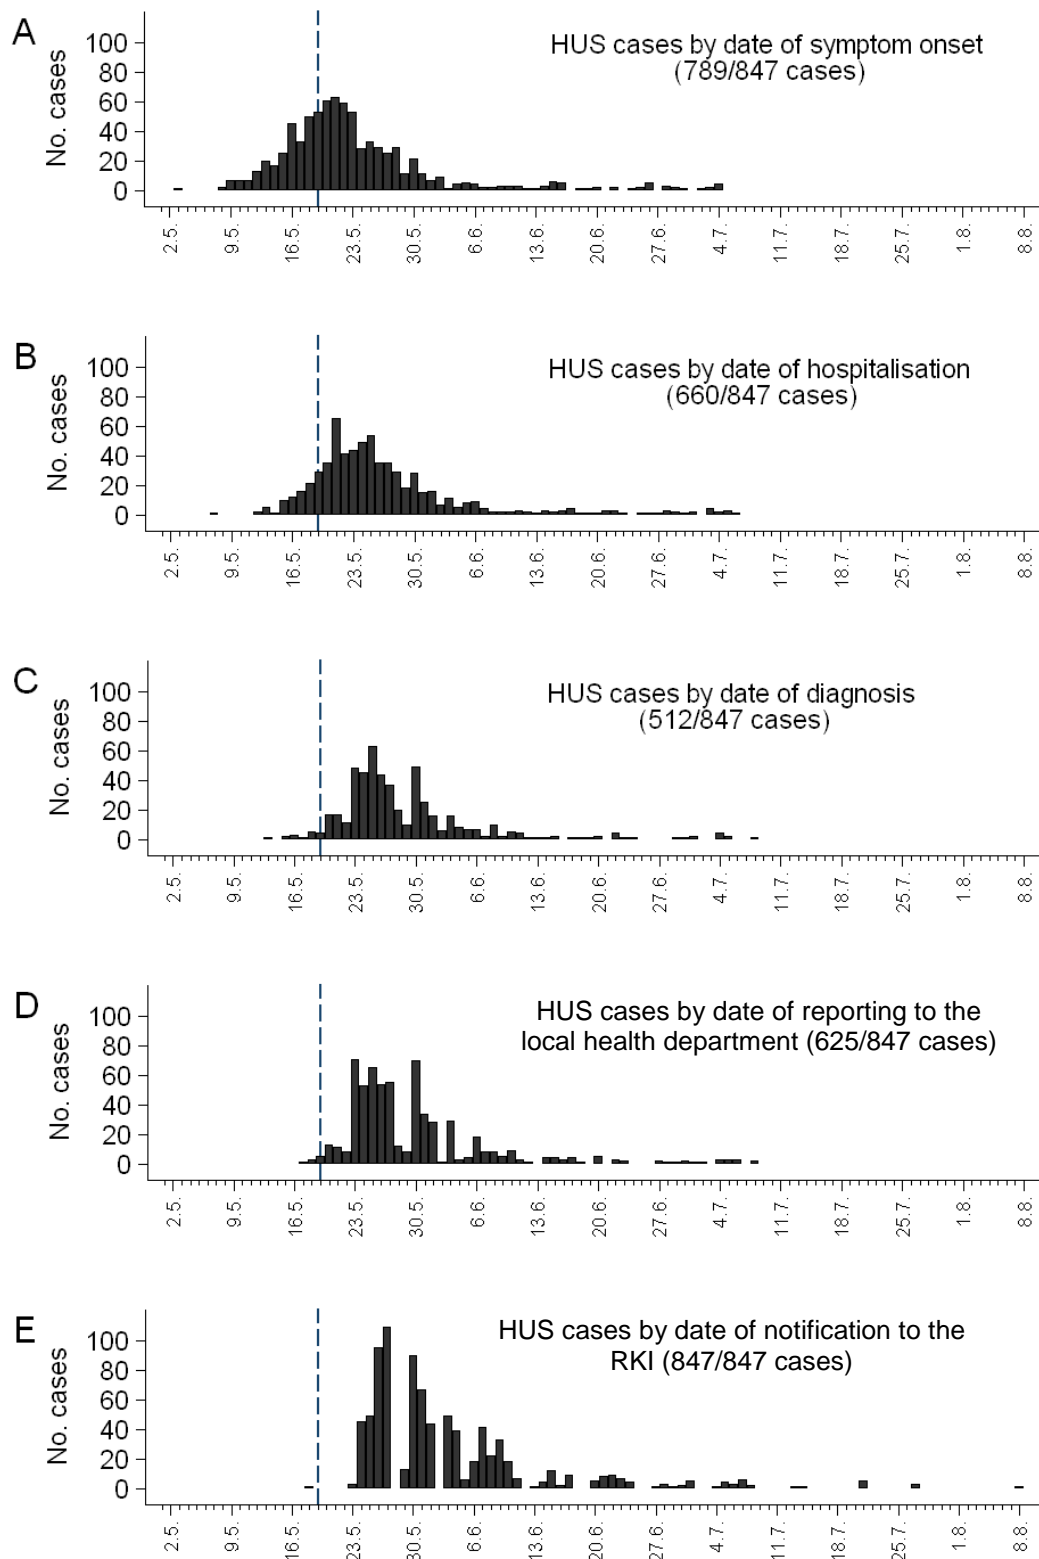 A
HUS cases by date of symptom onset
(789/847 cases)
No. cases
100
80
60
40
20
0
2.5. 9.5. 16.5. 23.5. 30.5. 6.6. 13.6. 20.6. 27.6. 4.7. 11.7. 18.7. 25.7. 1.8. 8.8.
B
HUS cases by date of hospitalisation
(660/847 cases)
No. cases
100
80
60
40
20
0
2.5. 9.5. 16.5. 23.5. 30.5. 6.6. 13.6. 20.6. 27.6. 4.7. 11.7. 18.7. 25.7. 1.8. 8.8.
C
HUS cases by date of diagnosis
(512/847 cases)
No. cases
100
80
60
40
20
0
2.5. 9.5. 16.5. 23.5. 30.5. 6.6. 13.6. 20.6. 27.6. 4.7. 11.7. 18.7. 25.7. 1.8. 8.8.
D
HUS cases by date of reporting to the
local health department (625/847 cases)
No. cases
100
80
60
40
20
0
2.5. 9.5. 16.5. 23.5. 30.5. 6.6. 13.6. 20.6. 27.6. 4.7. 11.7. 18.7. 25.7. 1.8. 8.8.
E
HUS cases by date of notification to the
RKI (847/847 cases)
No. cases
100
80
60
40
20
0
2.5. 9.5. 16.5. 23.5. 30.5. 6.6. 13.6. 20.6. 27.6. 4.7. 11.7. 18.7. 25.7. 1.8. 8.8.